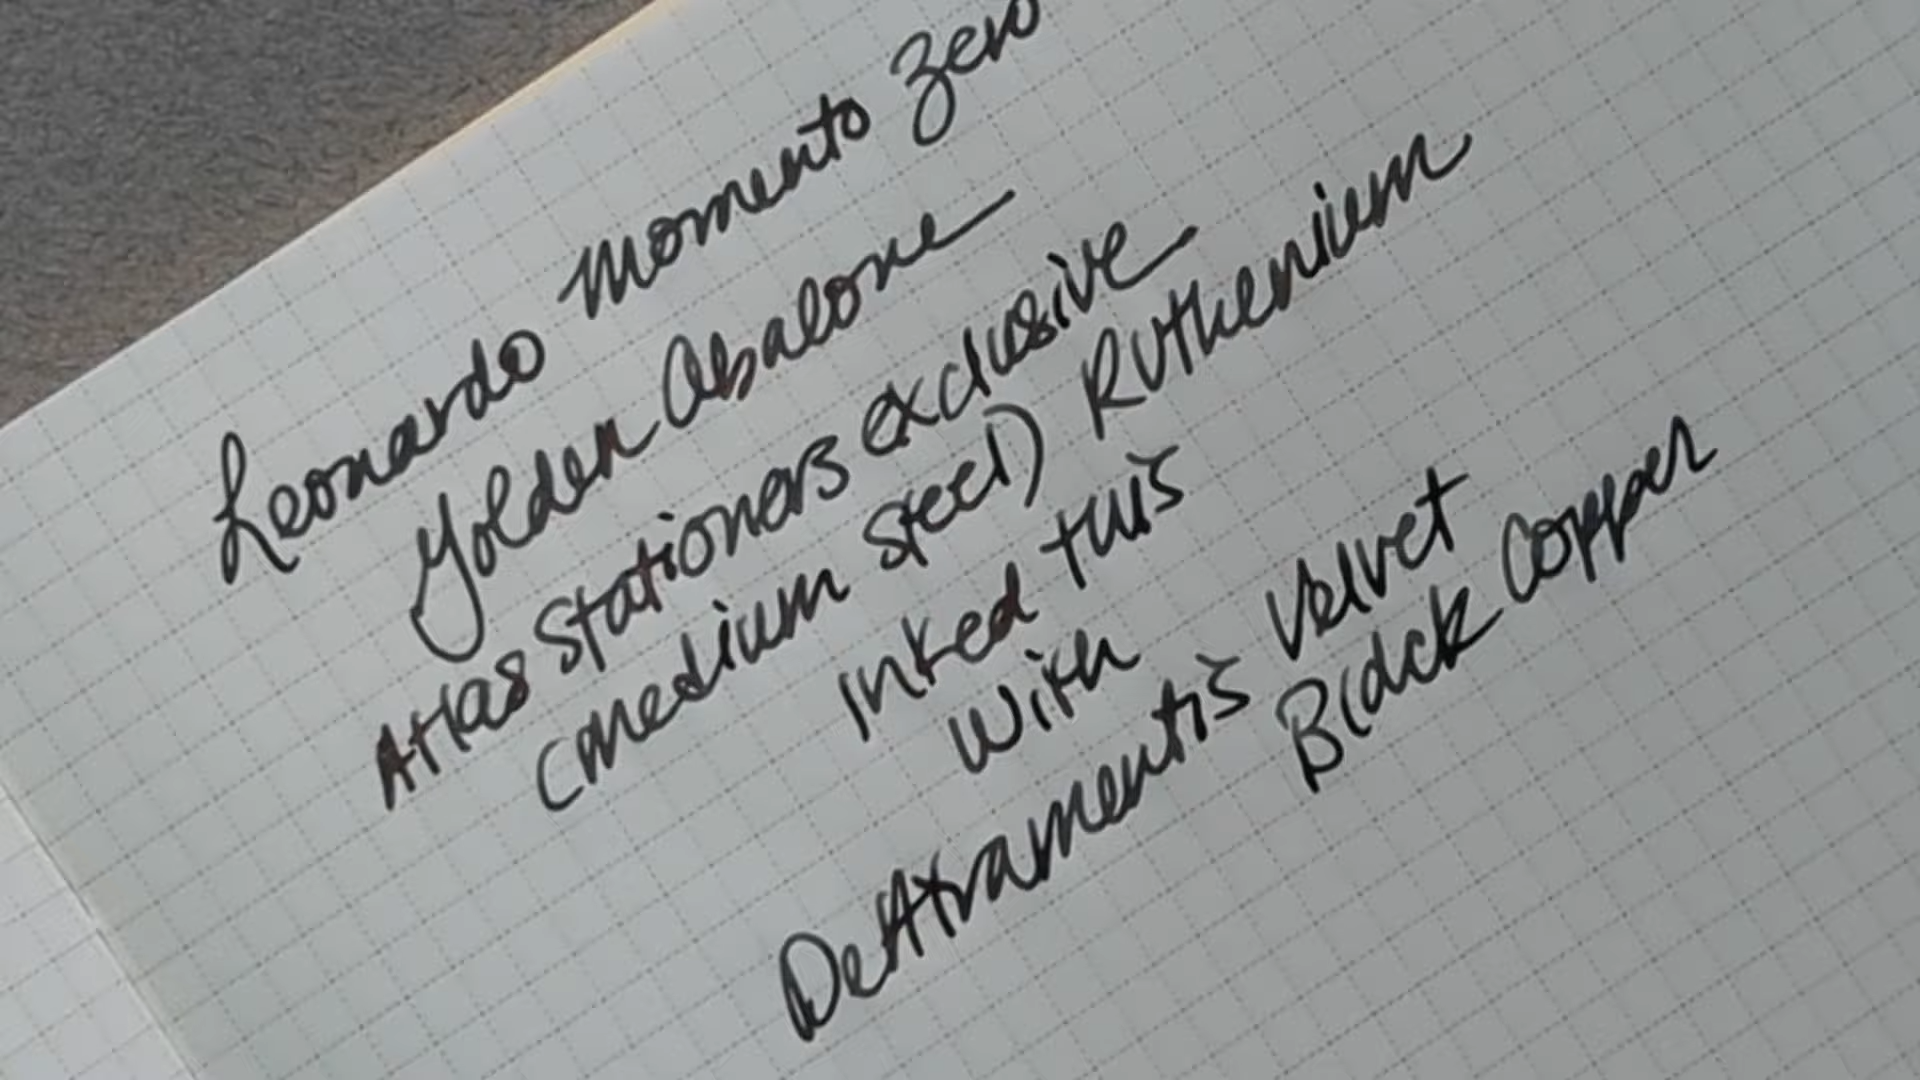 Leonardo Momento Zero
Golden Abalone
Atlas Stationers exclusive
(medium steel) Ruthenium
Inked this
With
DeAtramentis Velvet
Black Copper